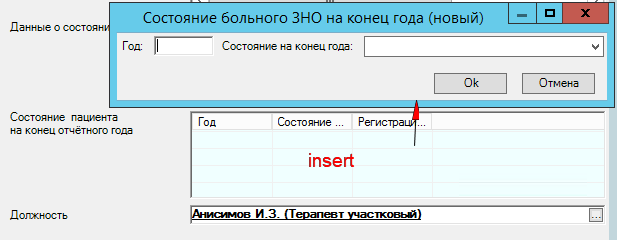 Состояние больного ЗНО на конец года (новый)
Данные о состояни
Год: Состояние на конец года:
Ok Отмена
Состояние пациента
на конец отчётного года
Год Состояние ... Регистраци...
insert
Должность Анисимов И.З. (Терапевт участковый) ...